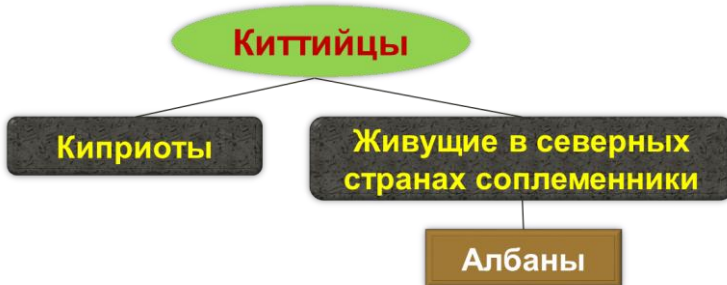 Киттийцы
Киприоты
Живущие в северных
странах соплеменники
Албаны